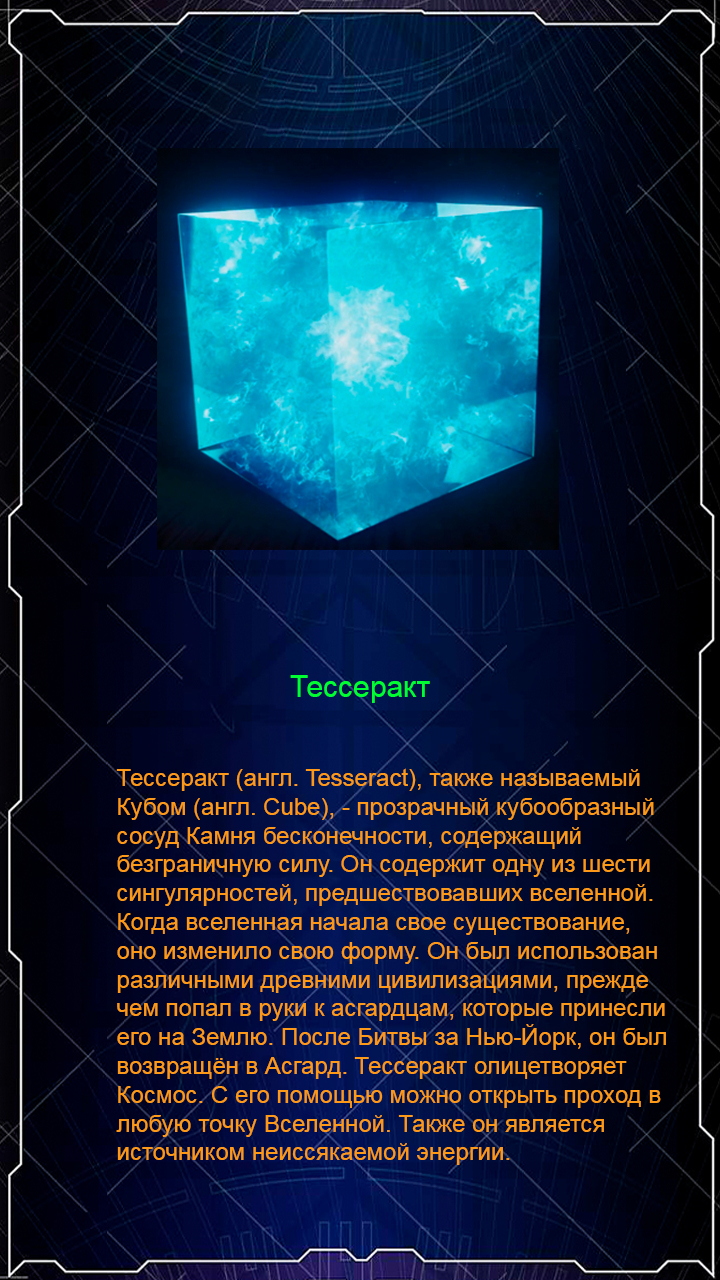 Тессеракт
Тессеракт (англ. Tesseract), также называемый
Кубом (англ. Cube), - прозрачный кубообразный
сосуд Камня бесконечности, содержащий
безграничную силу. Он содержит одну из шести
сингулярностей, предшествовавших вселенной.
Когда вселенная начала свое существование,
оно изменило свою форму. Он был использован
различными древними цивилизациями, прежде
чем попал в руки к асгардцам, которые принесли
его на Землю. После Битвы за Нью-Йорк, он был
возвращён в Асгард. Тессеракт олицетворяет
Космос. С его помощью можно открыть проход в
любую точку Вселенной. Также он является
источником неиссякаемой энергии.